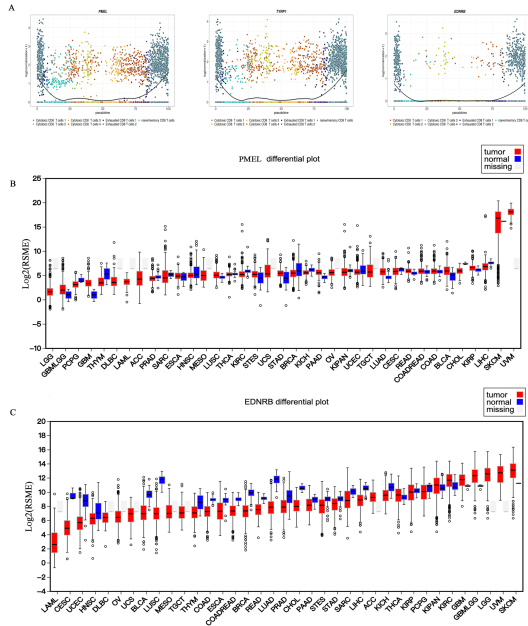 A
PMEL
TYRP1
EDNRB
pseudotime
pseudotime
pseudotime
PMEL differential plot
tumor
normal
missing
B
Log2(RSME)
25
20
15
10
5
0
−5
−10
LGG
GBMLGG
PCPG
GBM
THYM
DLBC
LAML
ACC
PRAD
SARC
ESCA
HNSC
MESO
LUSC
THCA
KIRC
STES
UCS
STAD
BRCA
KICH
PAAD
OV
KIPAN
UCEC
TGCT
LUAD
CESC
READ
COADREAD
COAD
BLCA
CHOL
KIRP
LIHC
SKCM
UVM
EDNRB differential plot
tumor
normal
missing
C
Log2(RSME)
20
18
16
14
12
10
8
6
4
2
0
−2
−4
LAML
CESC
UCEC
HNSC
DLBC
OV
UCS
BLCA
LUSC
MESO
TGCT
THYM
COAD
ESCA
COADREAD
BRCA
READ
LUAD
PRAD
CHOL
PAAD
STES
STAD
SARC
LIHC
ACC
KICH
THCA
KIRP
PCPG
KIPAN
KIRC
GBM
GBMLGG
LGG
UVM
SKCM